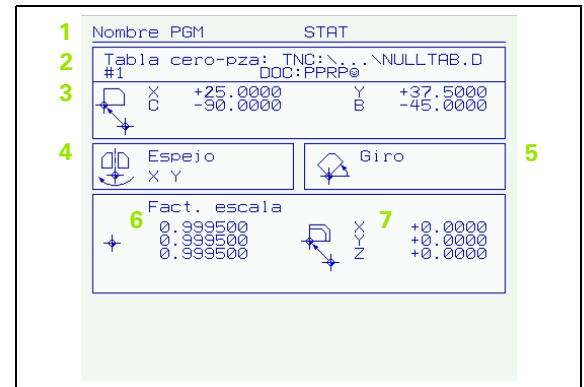 1 Nombre PGM STAT
2 Tabla cero-pza: TNC:\...\NULLTAB.D
#1 DOC:PPRP@
3 X +25.0000 Y +37.5000
C -90.0000 B -45.0000
4 Espejo Giro 5
X Y
Fact. escala
6 0.999500 X 7 +0.0000
0.999500 Y +0.0000
0.999500 Z +0.0000